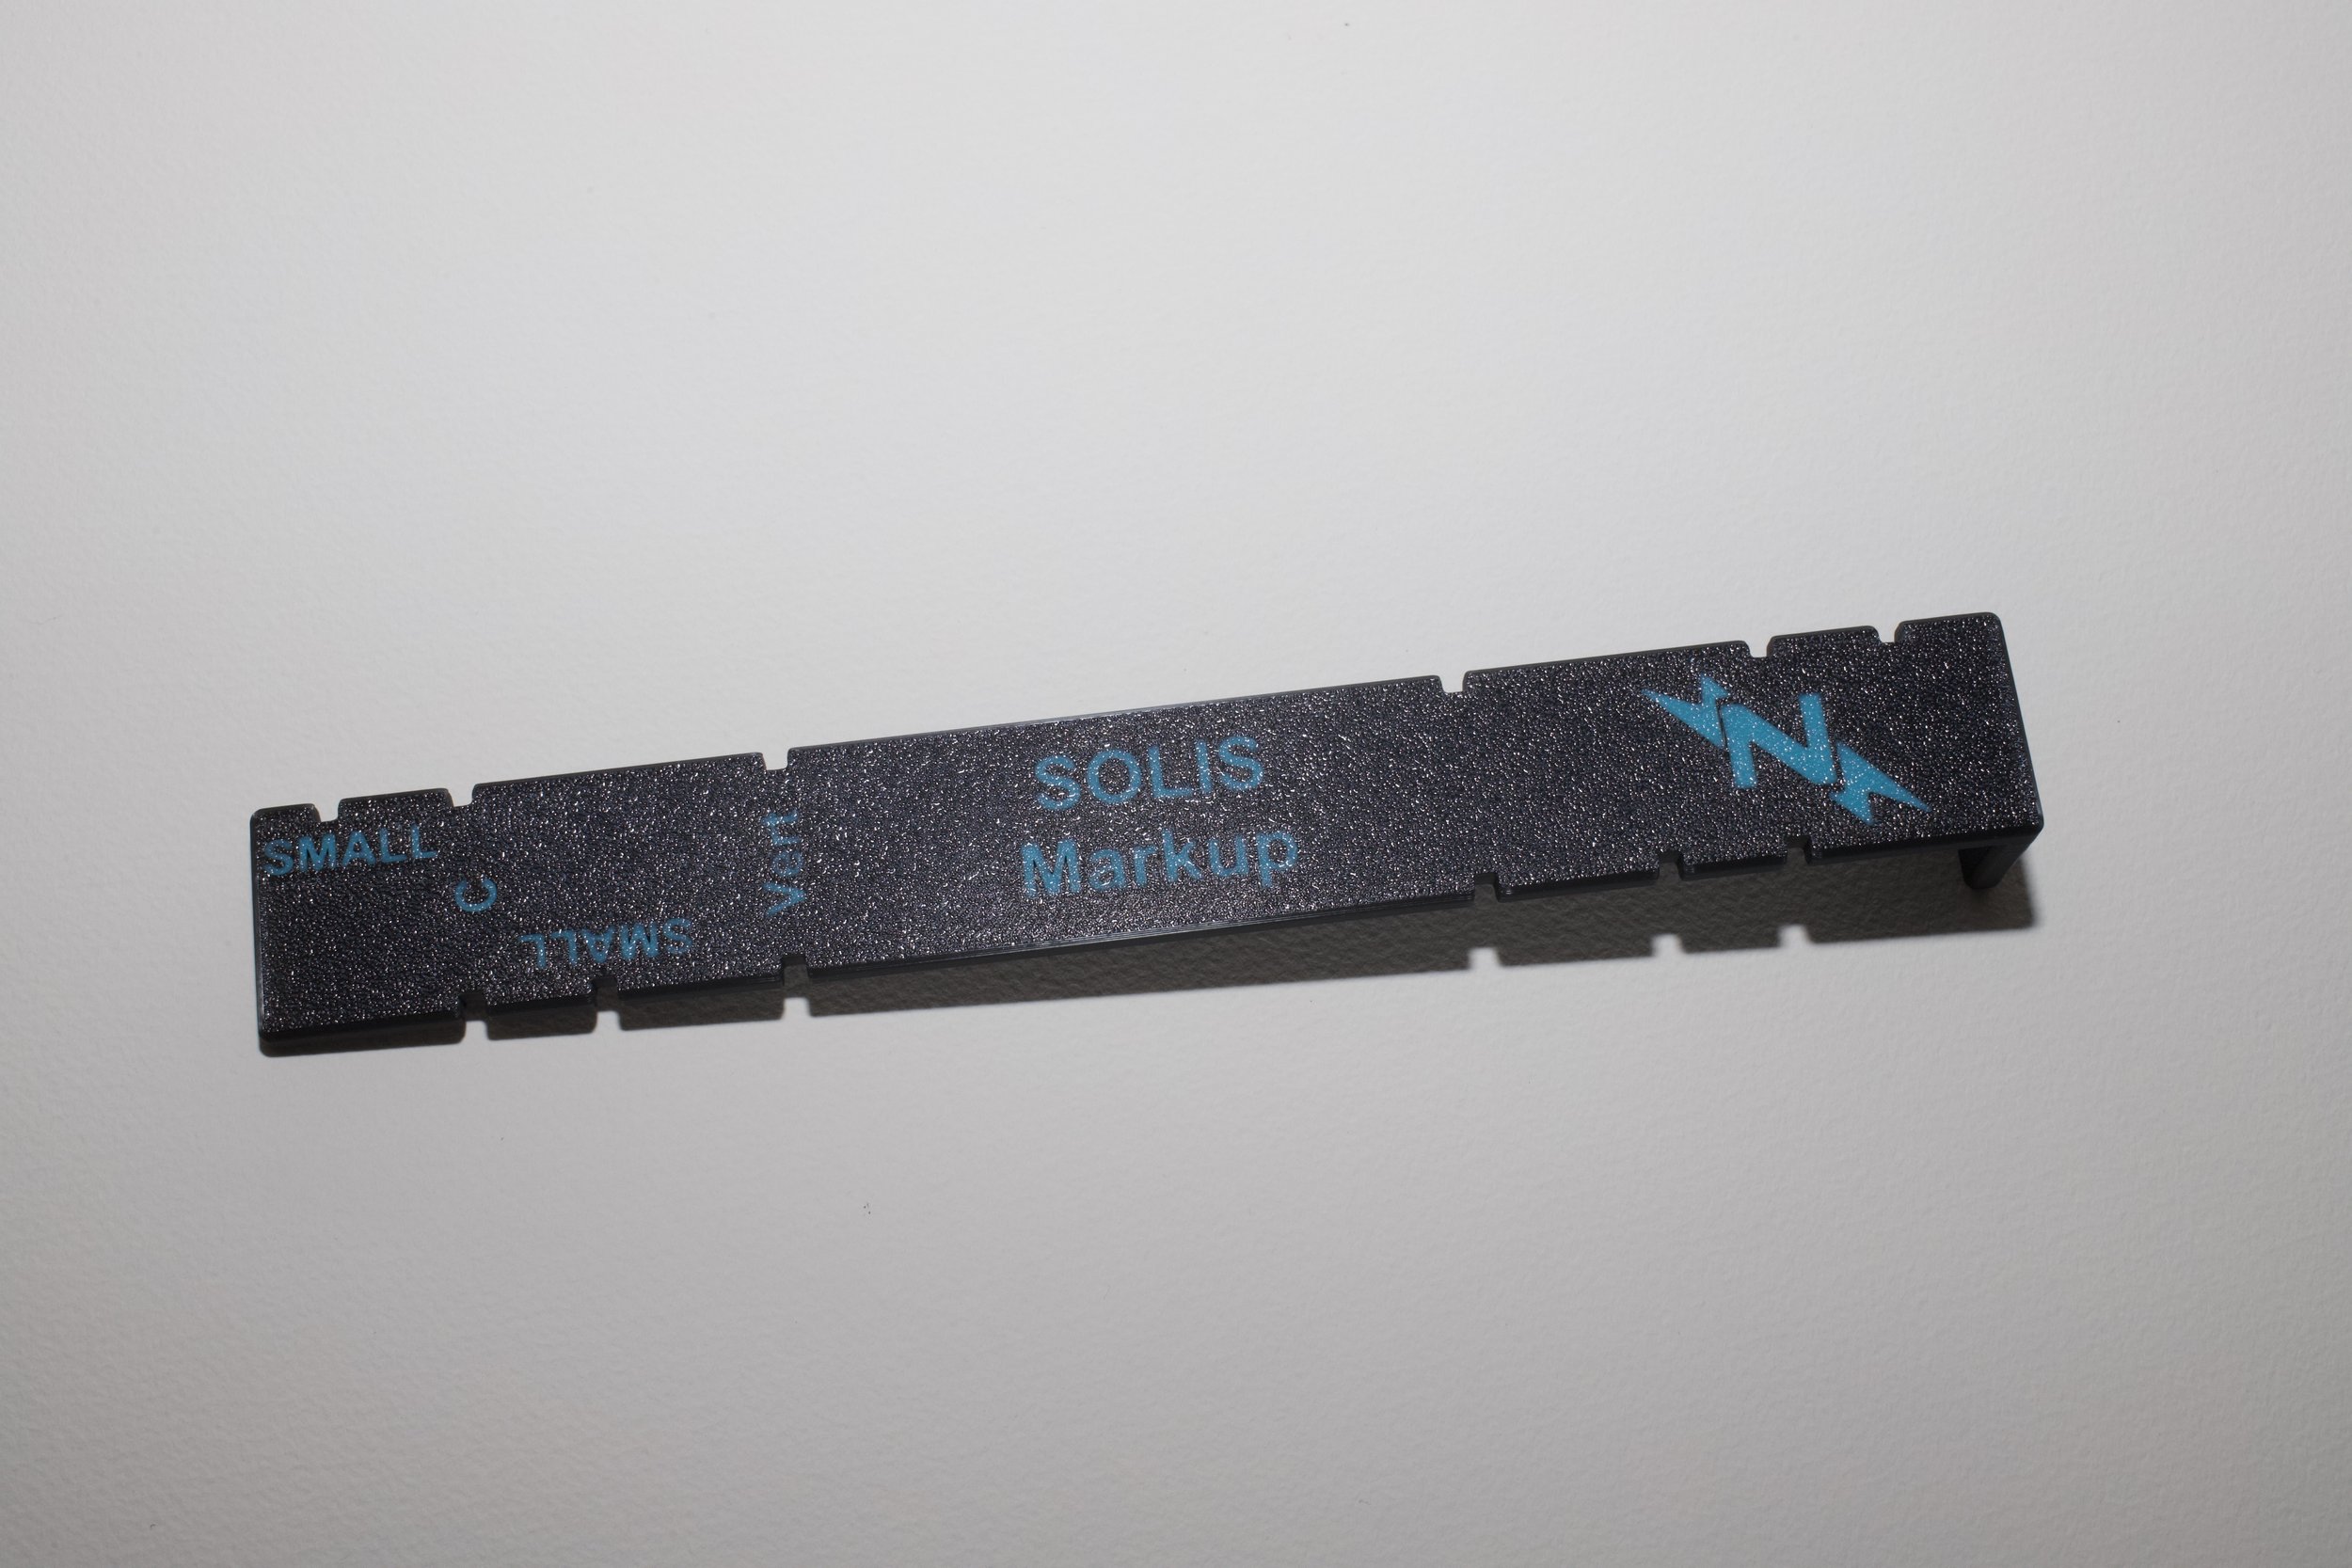 SMALL
C
SMALL
Vert
SOLIS
Markup
N